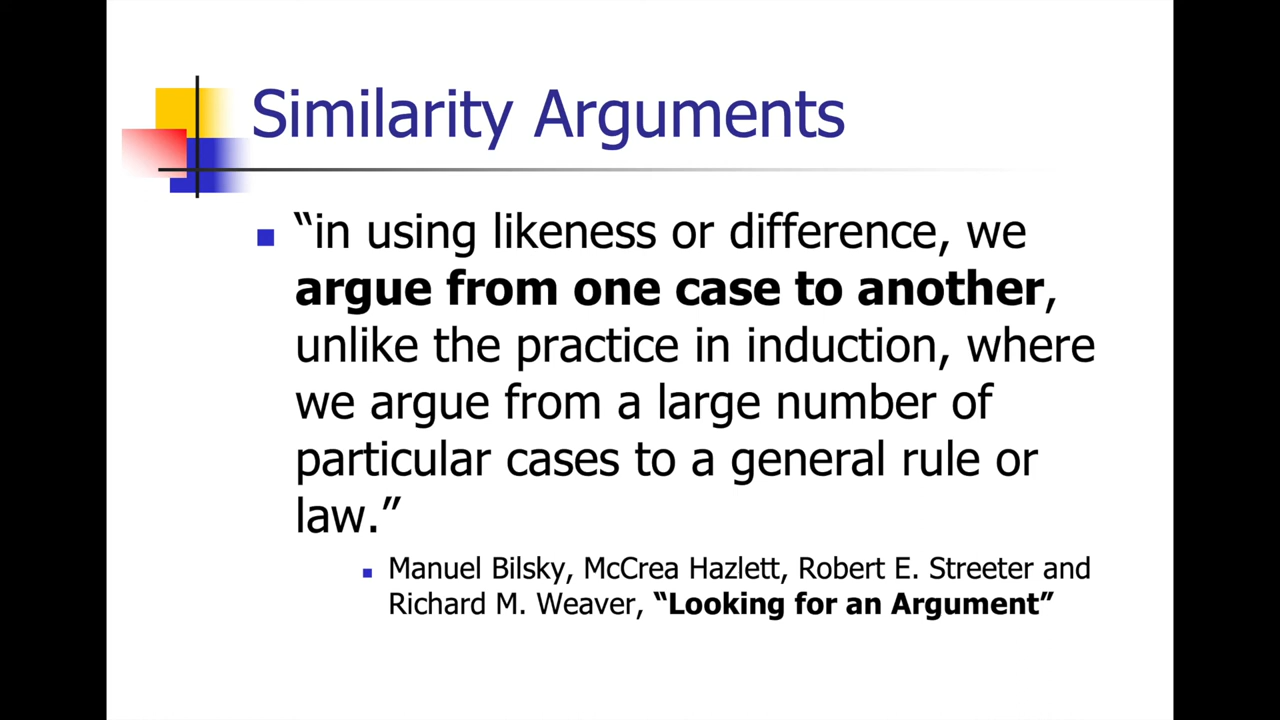 Similarity Arguments
“in using likeness or difference, we
argue from one case to another,
unlike the practice in induction, where
we argue from a large number of
particular cases to a general rule or
law.”
Manuel Bilsky, McCrea Hazlett, Robert E. Streeter and
Richard M. Weaver, “Looking for an Argument”